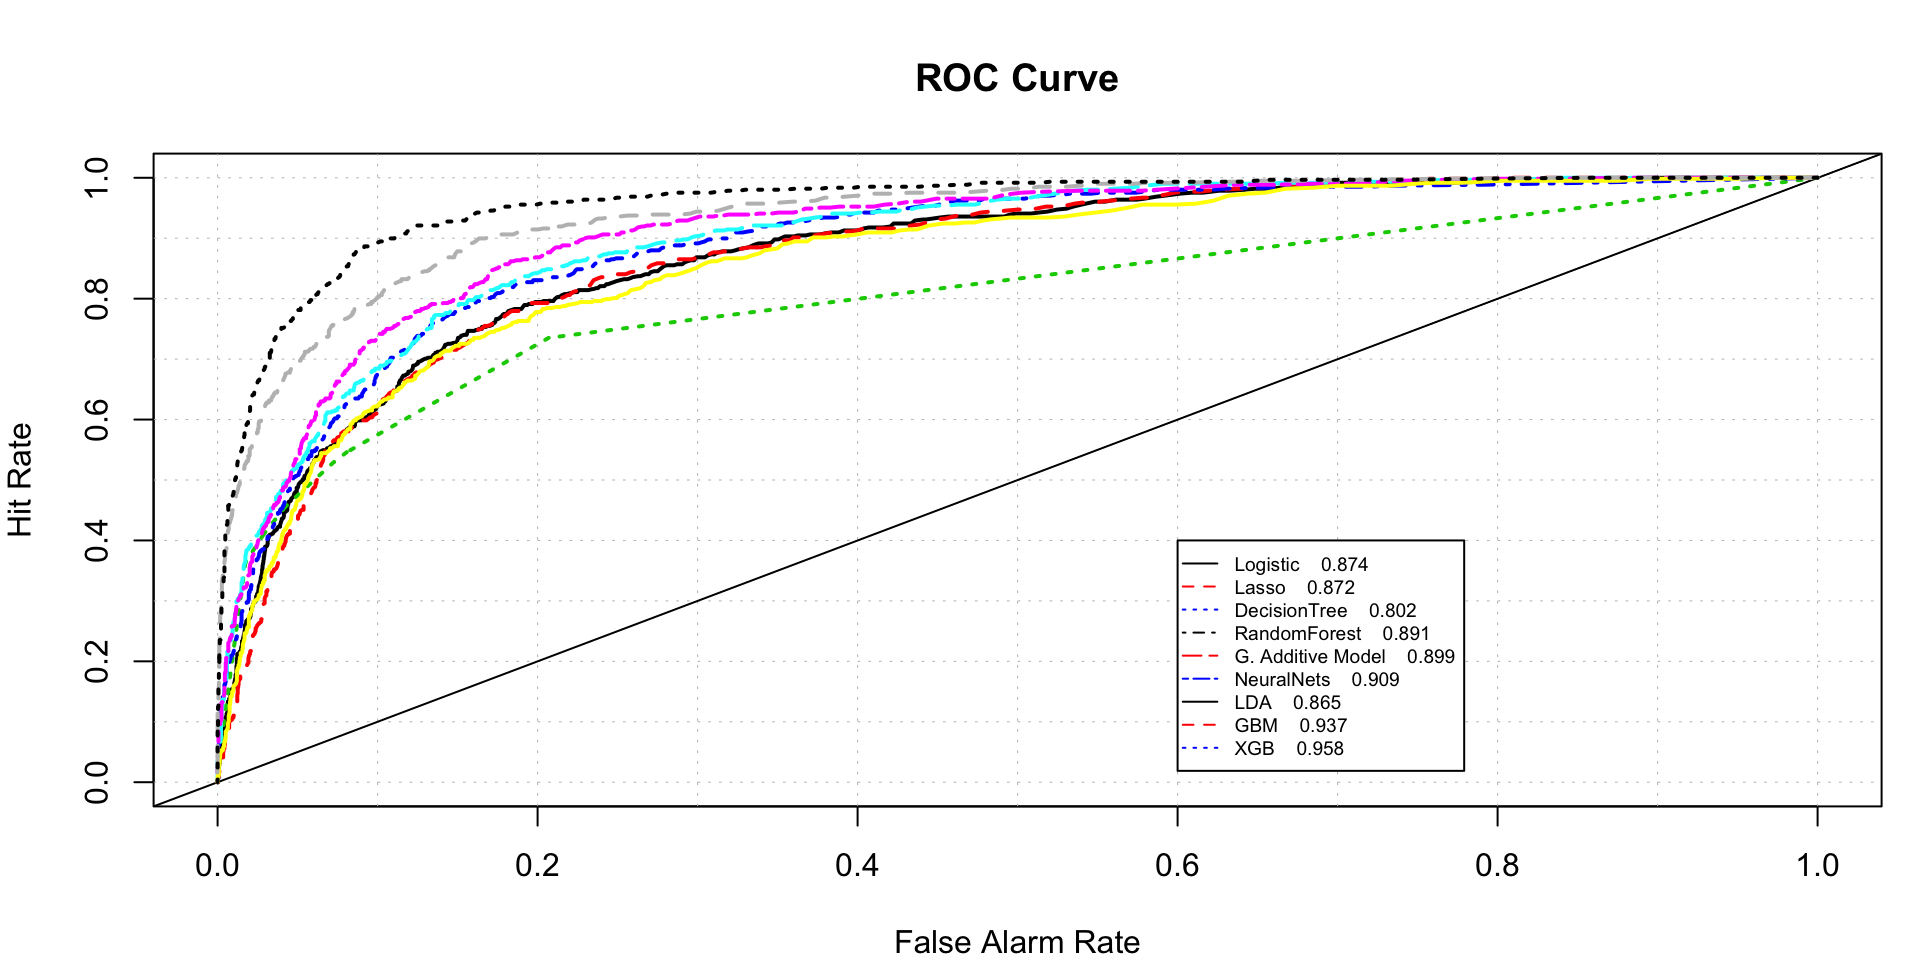 ROC Curve
Hit Rate
1.0
0.8
0.6
0.4
0.2
0.0
Logistic 0.874
Lasso 0.872
DecisionTree 0.802
RandomForest 0.891
G. Additive Model 0.899
NeuralNets 0.909
LDA 0.865
GBM 0.937
XGB 0.958
0.0 0.2 0.4 0.6 0.8 1.0
False Alarm Rate